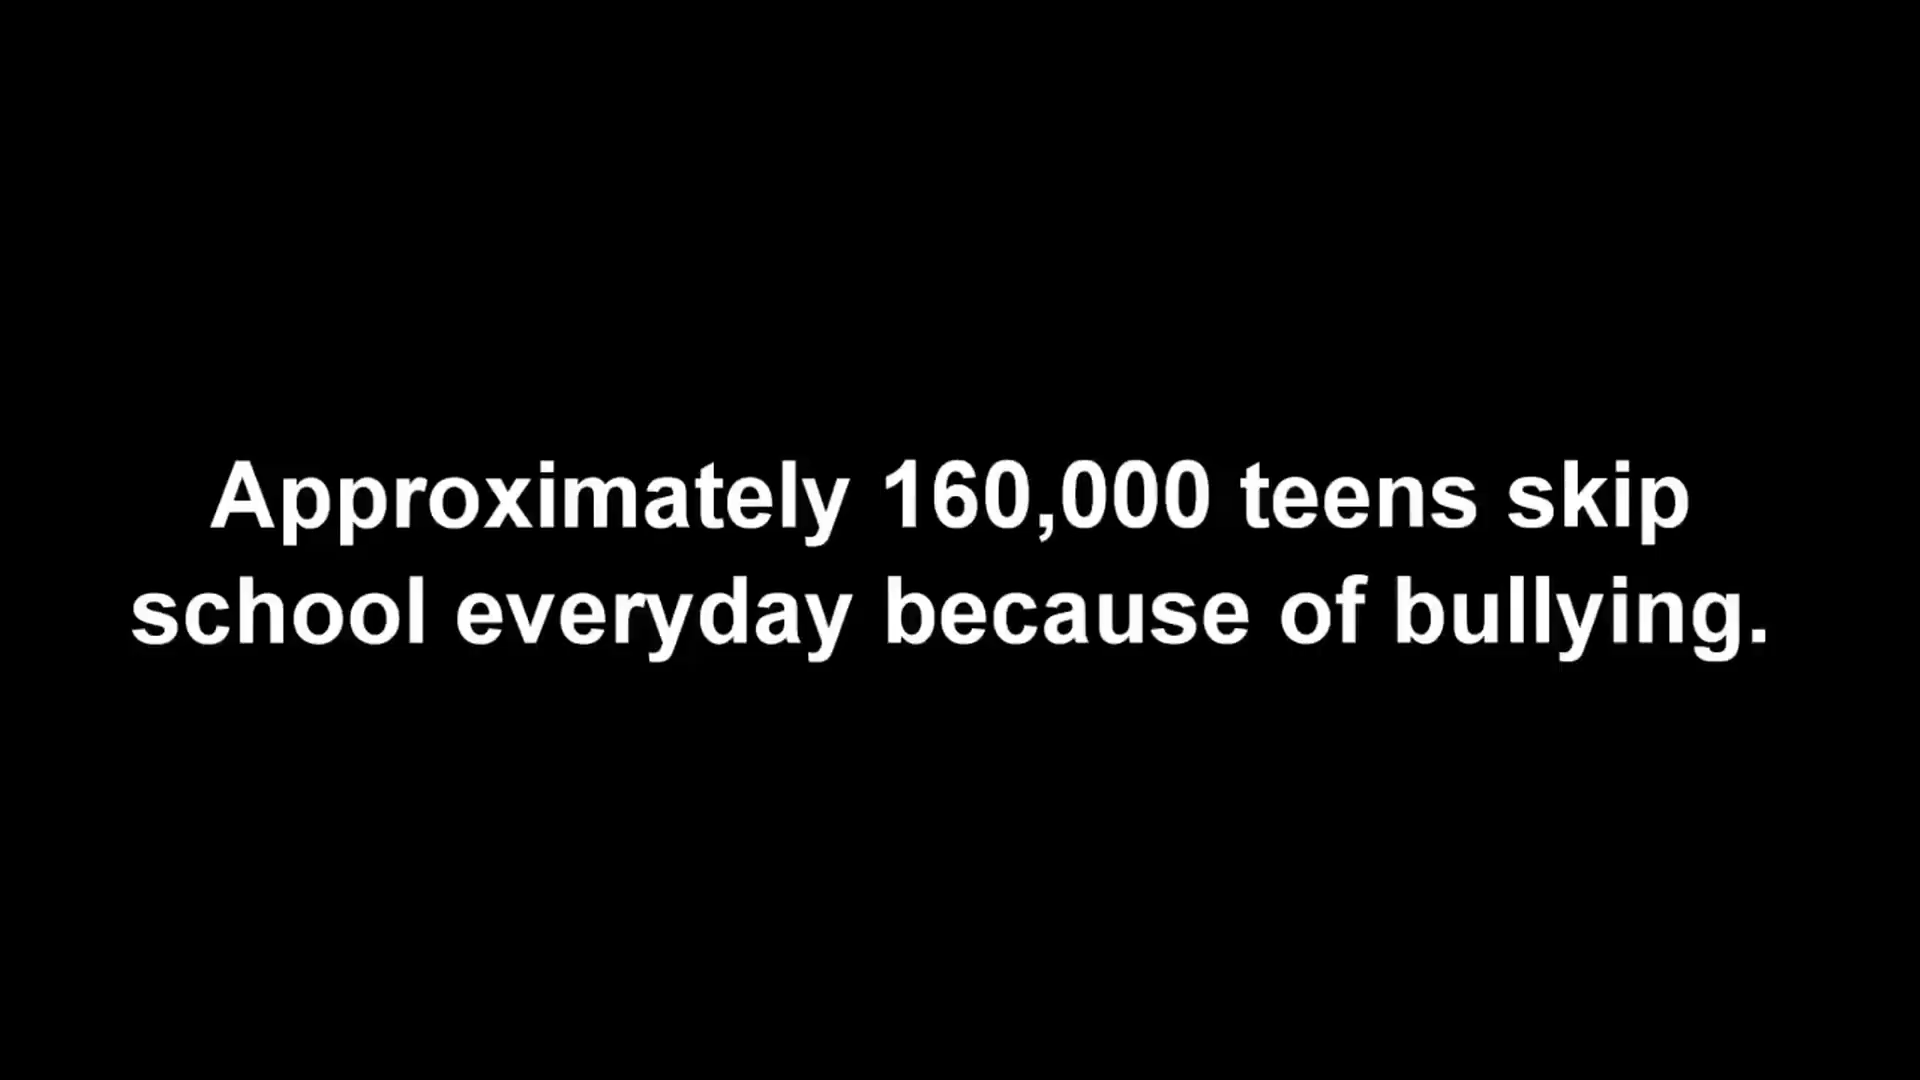 Approximately 160,000 teens skip
school everyday because of bullying.